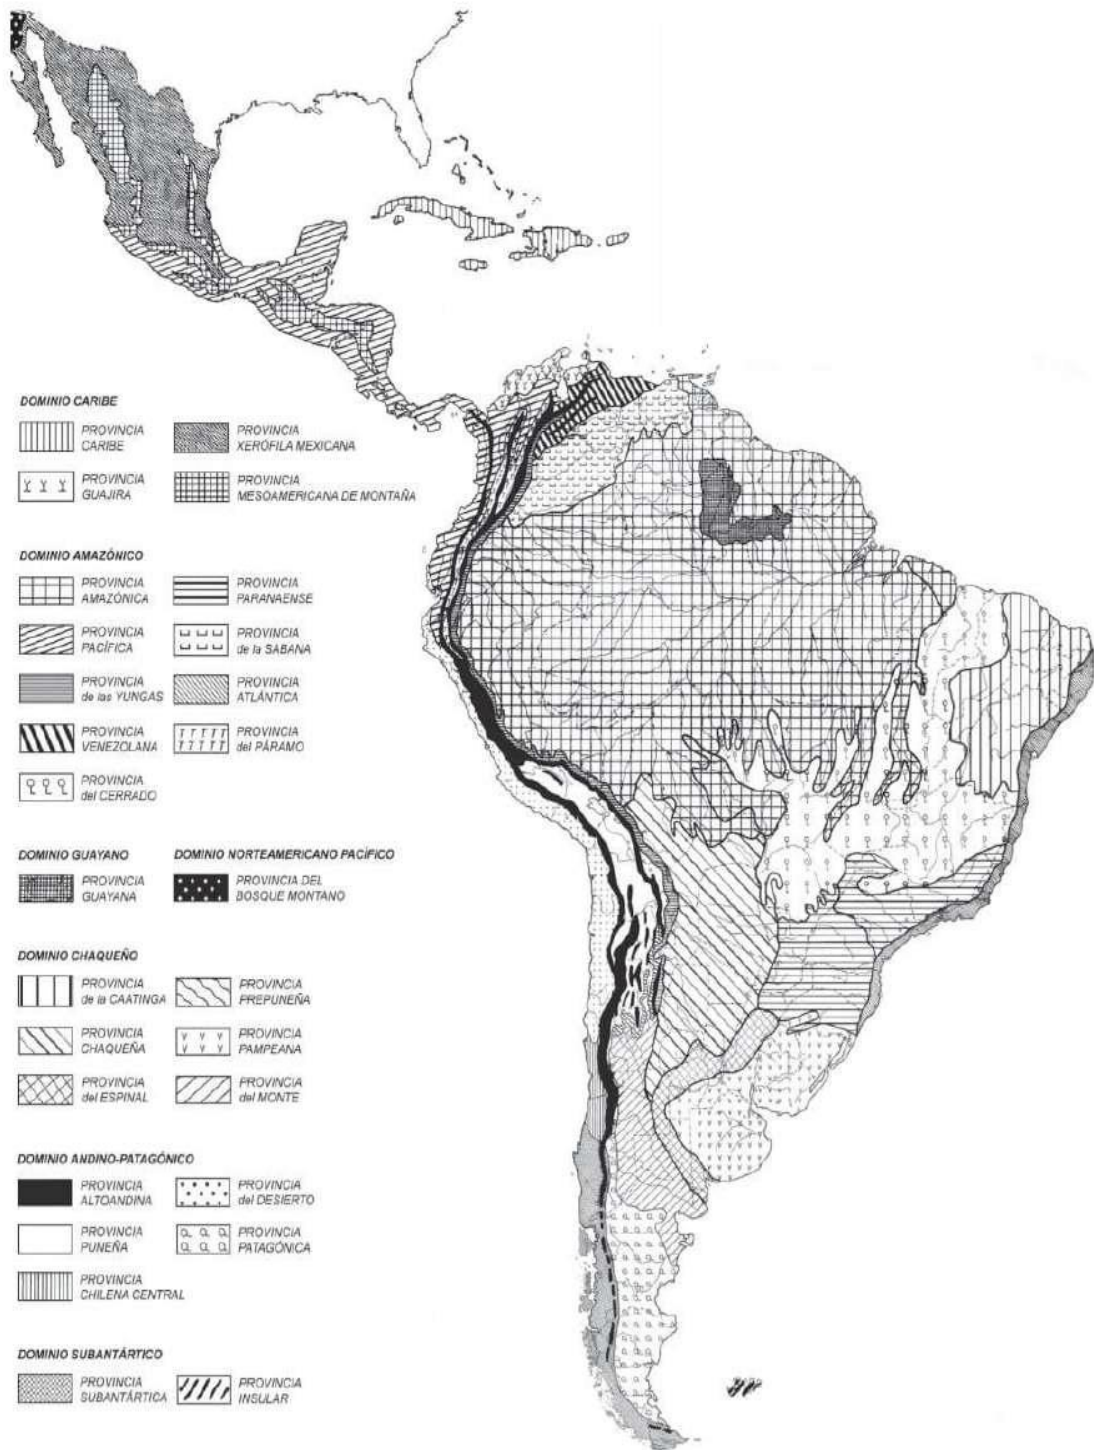 DOMINIO CARIBE
PROVINCIA
CARIBE
PROVINCIA
XERÓFILA MEXICANA
PROVINCIA
GUAJIRA
PROVINCIA
MESOAMERICANA DE MONTAÑA
DOMINIO AMAZÓNICO
PROVINCIA
AMAZÓNICA
PROVINCIA
PARANAENSE
PROVINCIA
PACÍFICA
PROVINCIA
de la SABANA
PROVINCIA
de las YUNGAS
PROVINCIA
ATLÁNTICA
PROVINCIA
VENEZOLANA
PROVINCIA
del PÁRAMO
PROVINCIA
del CERRADO
DOMINIO GUAYANO
PROVINCIA
GUAYANA
DOMINIO NORTEAMERICANO PACÍFICO
PROVINCIA DEL
BOSQUE MONTANO
DOMINIO CHAQUEÑO
PROVINCIA
de la CAATINGA
PROVINCIA
PREPUNEÑA
PROVINCIA
CHAQUEÑA
PROVINCIA
PAMPEANA
PROVINCIA
del ESPINAL
PROVINCIA
del MONTE
DOMINIO ANDINO-PATAGÓNICO
PROVINCIA
ALTOANDINA
PROVINCIA
del DESIERTO
PROVINCIA
PUNEÑA
PROVINCIA
PATAGÓNICA
PROVINCIA
CHILENA CENTRAL
DOMINIO SUBANTÁRTICO
PROVINCIA
SUBANTÁRTICA
PROVINCIA
INSULAR